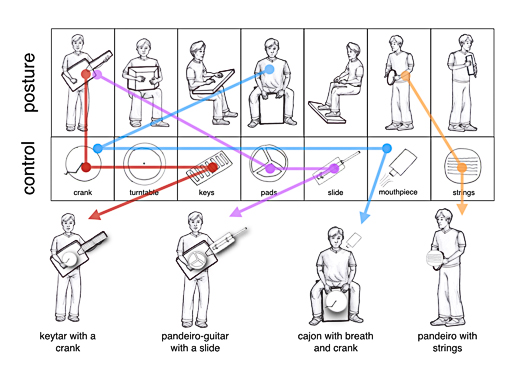 posture
control
crank
turntable
keys
pads
slide
mouthpiece
strings
keytar with a
crank
pandeiro-guitar
with a slide
cajon with breath
and crank
pandeiro with
strings